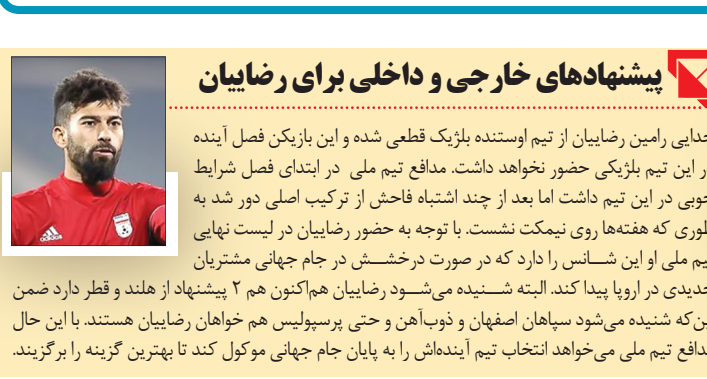 پیشنهادهای خارجی و داخلی برای رضاییان
جدایی رامین رضاییان از تیم اوستنده بلژیک قطعی شده و این بازیکن فصل آینده
در این تیم بلژیکی حضور نخواهد داشت. مدافع تیم ملی در ابتدای فصل شرایط
خوبی در این تیم داشت اما بعد از چند اشتباه فاحش از ترکیب اصلی دور شد به
طوری که هفته‌ها روی نیمکت نشست. با توجه به حضور رضاییان در لیست نهایی
تیم ملی او این شــانس را دارد که در صورت درخشــش در جام جهانی مشتریان
جدیدی در اروپا پیدا کند. البته شــنیده می‌شــود رضاییان هم‌اکنون هم ۲ پیشنهاد از هلند و قطر دارد ضمن
این‌که شنیده می‌شود سپاهان اصفهان و ذوب‌آهن و حتی پرسپولیس هم خواهان رضاییان هستند. با این حال
مدافع تیم ملی می‌خواهد انتخاب تیم آینده‌اش را به پایان جام جهانی موکول کند تا بهترین گزینه را برگزیند.